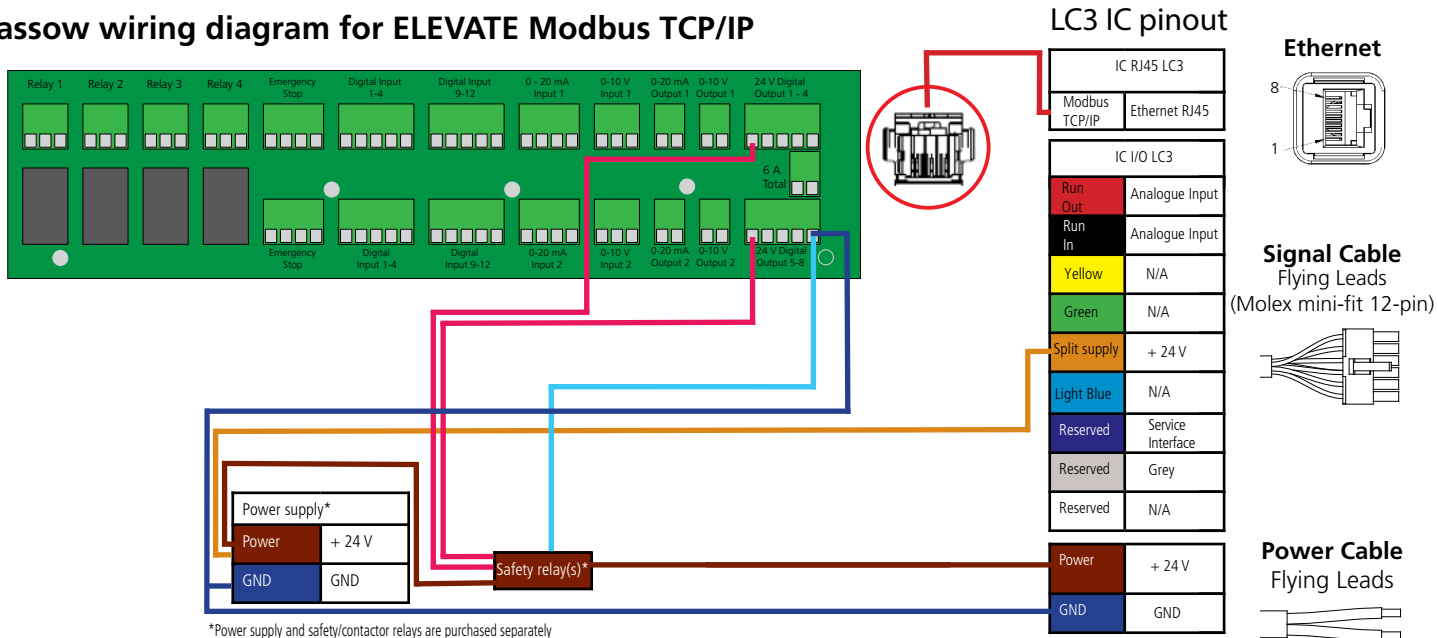 assow wiring diagram for ELEVATE Modbus TCP/IP
LC3 IC pinout
Relay 1
Relay 2
Relay 3
Relay 4
Emergency
Stop
Digital Input
1-4
Digital Input
9-12
0 - 20 mA
Input 1
0-10 V
Input 1
0-20 mA
Output 1
0-10 V
Output 1
24 V Digital
Output 1 - 4
6 A
Total
Emergency
Stop
Digital
Input 1-4
Digital
Input 9-12
0-20 mA
Input 2
0-10 V
Input 2
0-20 mA
Output 2
0-10 V
Output 2
24 V Digital
Output 5-8
IC RJ45 LC3
Modbus
TCP/IP
Ethernet RJ45
IC I/O LC3
Run
Out
Analogue Input
Run
In
Analogue Input
Yellow
N/A
Green
N/A
Split supply
+ 24 V
Light Blue
N/A
Reserved
Service
Interface
Reserved
Grey
Reserved
N/A
Power
+ 24 V
GND
GND
Ethernet
8
1
Signal Cable
Flying Leads
(Molex mini-fit 12-pin)
Power Cable
Flying Leads
Power supply*
Power
+ 24 V
GND
GND
Safety relay(s)*
*Power supply and safety/contactor relays are purchased separately